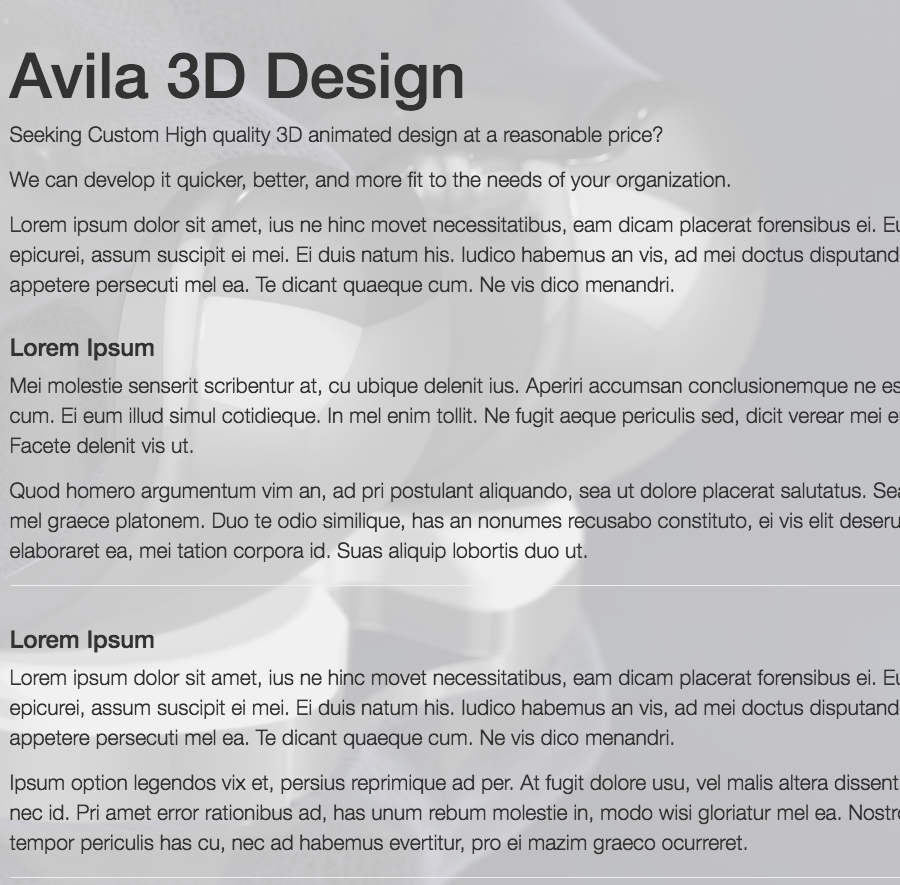 Avila 3D Design
Seeking Custom High quality 3D animated design at a reasonable price?
We can develop it quicker, better, and more fit to the needs of your organization.
Lorem ipsum dolor sit amet, ius ne hinc movet necessitatibus, eam dicam placerat forensibus ei. Eu
epicurei, assum suscipit ei mei. Ei duis natum his. Iudico habemus an vis, ad mei doctus disputand
appetere persecuti mel ea. Te dicant quaeque cum. Ne vis dico menandri.
Lorem Ipsum
Mei molestie senserit scribentur at, cu ubique delenit ius. Aperiri accumsan conclusionemque ne es
cum. Ei eum illud simul cotidieque. In mel enim tollit. Ne fugit aeque periculis sed, dicit verear mei e
Facete delenit vis ut.
Quod homero argumentum vim an, ad pri postulant aliquando, sea ut dolore placerat salutatus. Sea
mel graece platonem. Duo te odio similique, has an nonumes recusabo constituto, ei vis elit deseru
elaboraret ea, mei tation corpora id. Suas aliquip lobortis duo ut.
Lorem Ipsum
Lorem ipsum dolor sit amet, ius ne hinc movet necessitatibus, eam dicam placerat forensibus ei. Eu
epicurei, assum suscipit ei mei. Ei duis natum his. Iudico habemus an vis, ad mei doctus disputand
appetere persecuti mel ea. Te dicant quaeque cum. Ne vis dico menandri.
Ipsum option legendos vix et, persius reprimique ad per. At fugit dolore usu, vel malis altera dissent
nec id. Pri amet error rationibus ad, has unum rebum molestie in, modo wisi gloriatur mel ea. Nostro
tempor periculis has cu, nec ad habemus evertitur, pro ei mazim graeco ocurreret.